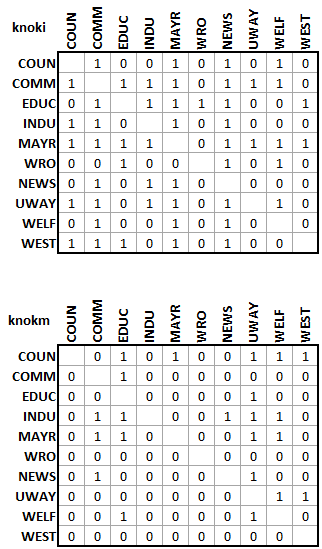 knoki COUN COMM EDUC INDU MAYR WRO NEWS UWAY WELF WEST
COUN 1 0 0 1 0 1 0 1 0
COMM 1 1 1 1 0 1 1 1 0
EDUC 0 1 1 1 1 1 0 0 1
INDU 1 1 0 1 0 1 0 0 0
MAYR 1 1 1 1 0 1 1 1 1
WRO 0 0 1 0 0 1 0 1 0
NEWS 0 1 0 1 1 0 0 0 0
UWAY 1 1 0 1 1 0 1 1 0
WELF 0 1 0 0 1 0 1 0 0
WEST 1 1 1 0 1 0 1 0 0
knokm COUN COMM EDUC INDU MAYR WRO NEWS UWAY WELF WEST
COUN 0 1 0 1 0 0 1 1 1
COMM 0 1 0 0 0 0 0 0 0
EDUC 0 0 0 0 0 0 1 0 0
INDU 0 1 1 0 0 1 1 1 0
MAYR 0 1 1 0 0 0 1 1 0
WRO 0 0 0 0 0 0 0 0 0
NEWS 0 1 0 0 0 0 1 0 0
UWAY 0 0 0 0 0 0 0 1 1
WELF 0 0 1 0 0 0 0 1 0
WEST 0 0 0 0 0 0 0 0 0